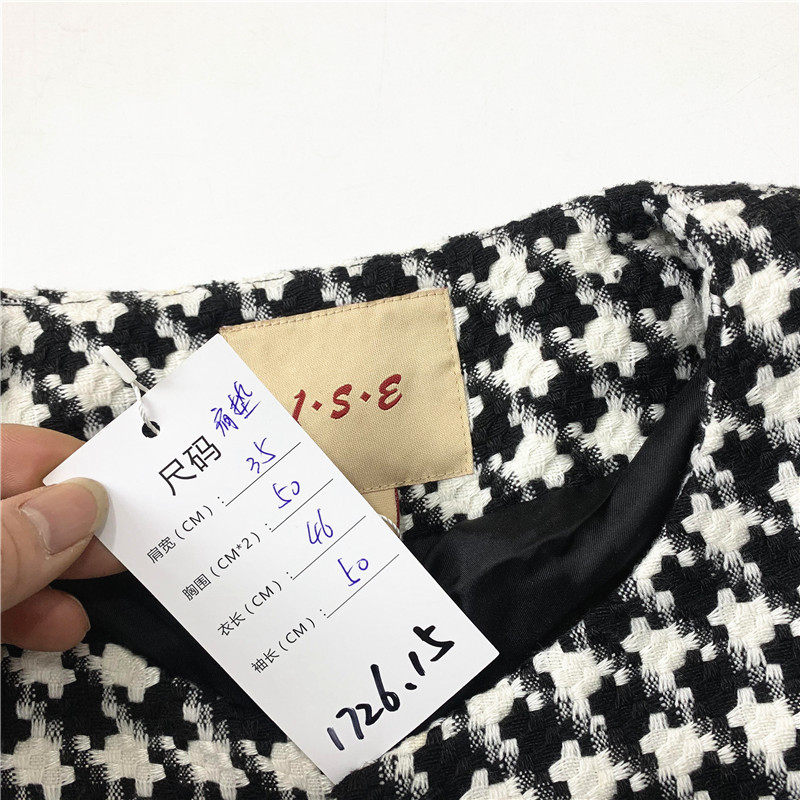 I.S.E
尺码 肩垫
肩宽(CM): 35
胸围(CM*2): 50
衣长(CM): 46
袖长(CM): 50
1726.15